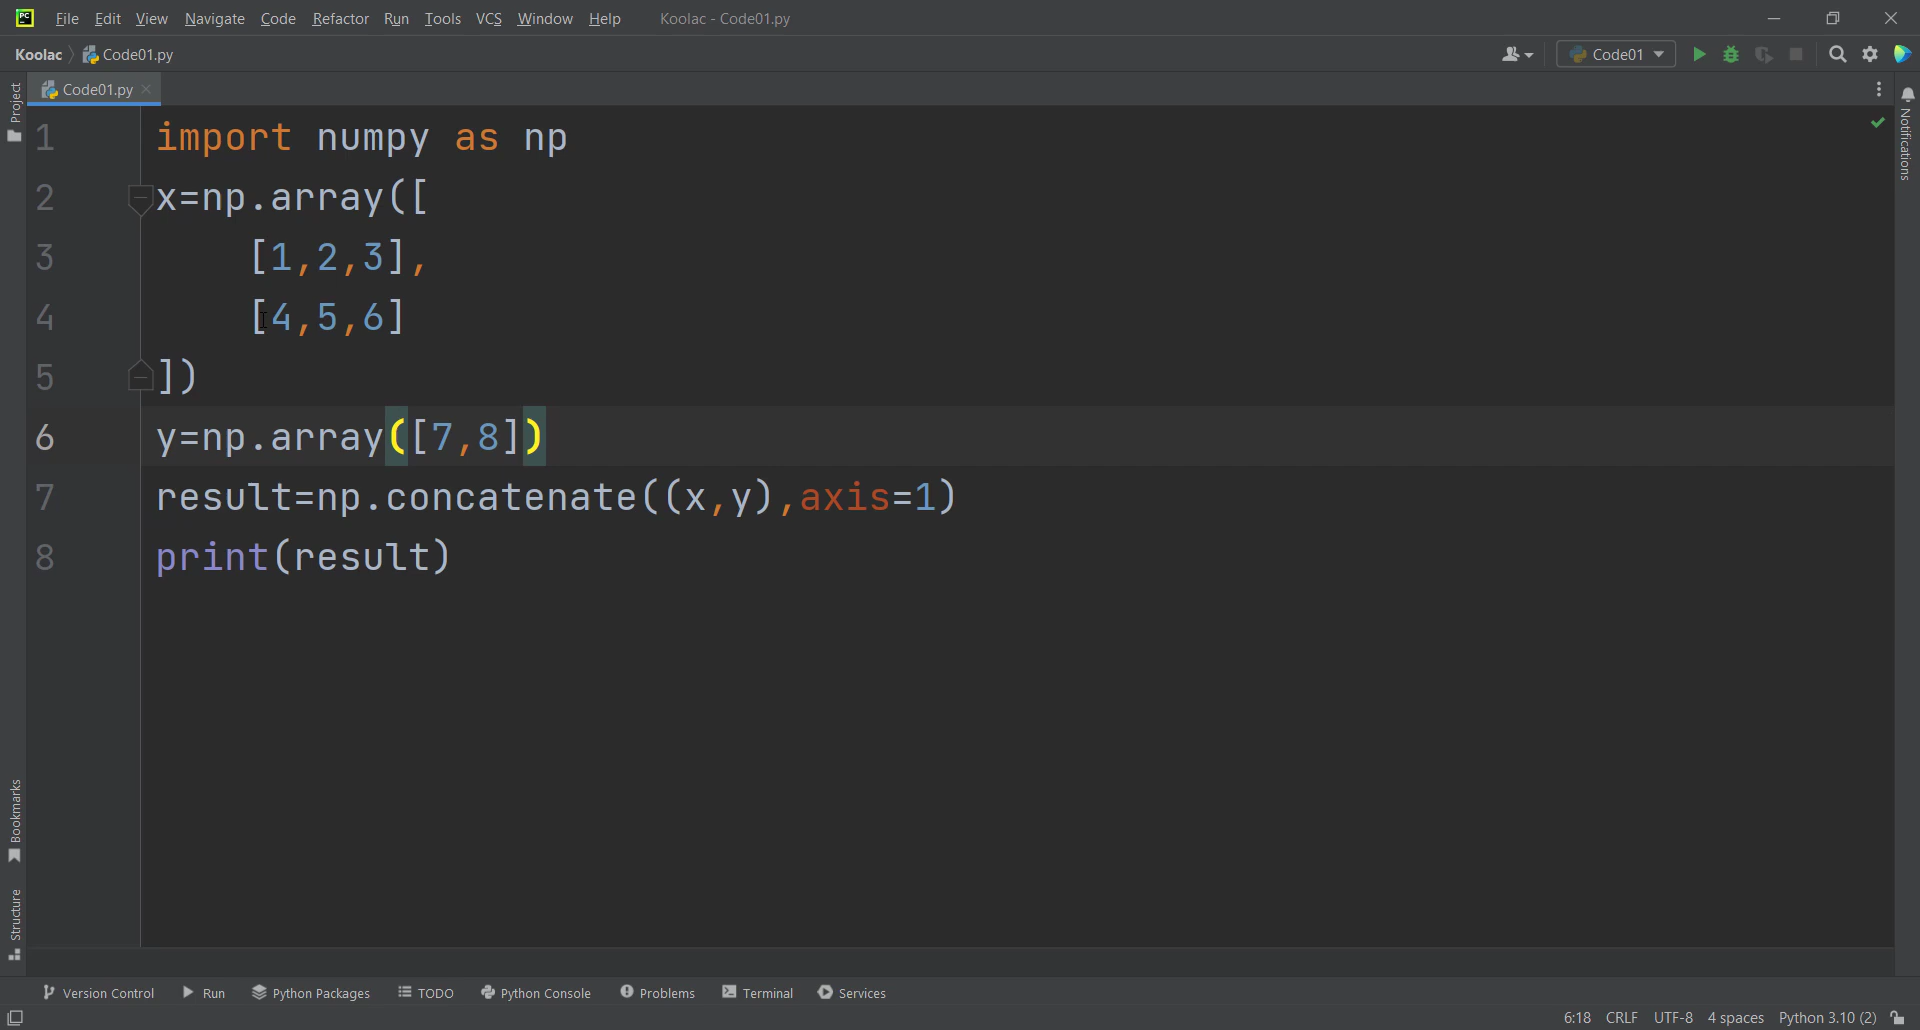 File Edit View Navigate Code Refactor Run Tools VCS Window Help Koolac - Code01.py
Koolac Code01.py Code01
Code01.py
Project
Notifications
1 import numpy as np
2 x=np.array([
3 [1,2,3],
4 [4,5,6]
5 ])
6 y=np.array([7,8])
7 result=np.concatenate((x,y),axis=1)
8 print(result)
Bookmarks
Structure
Version Control Run Python Packages TODO Python Console Problems Terminal Services
6:18 CRLF UTF-8 4 spaces Python 3.10 (2)